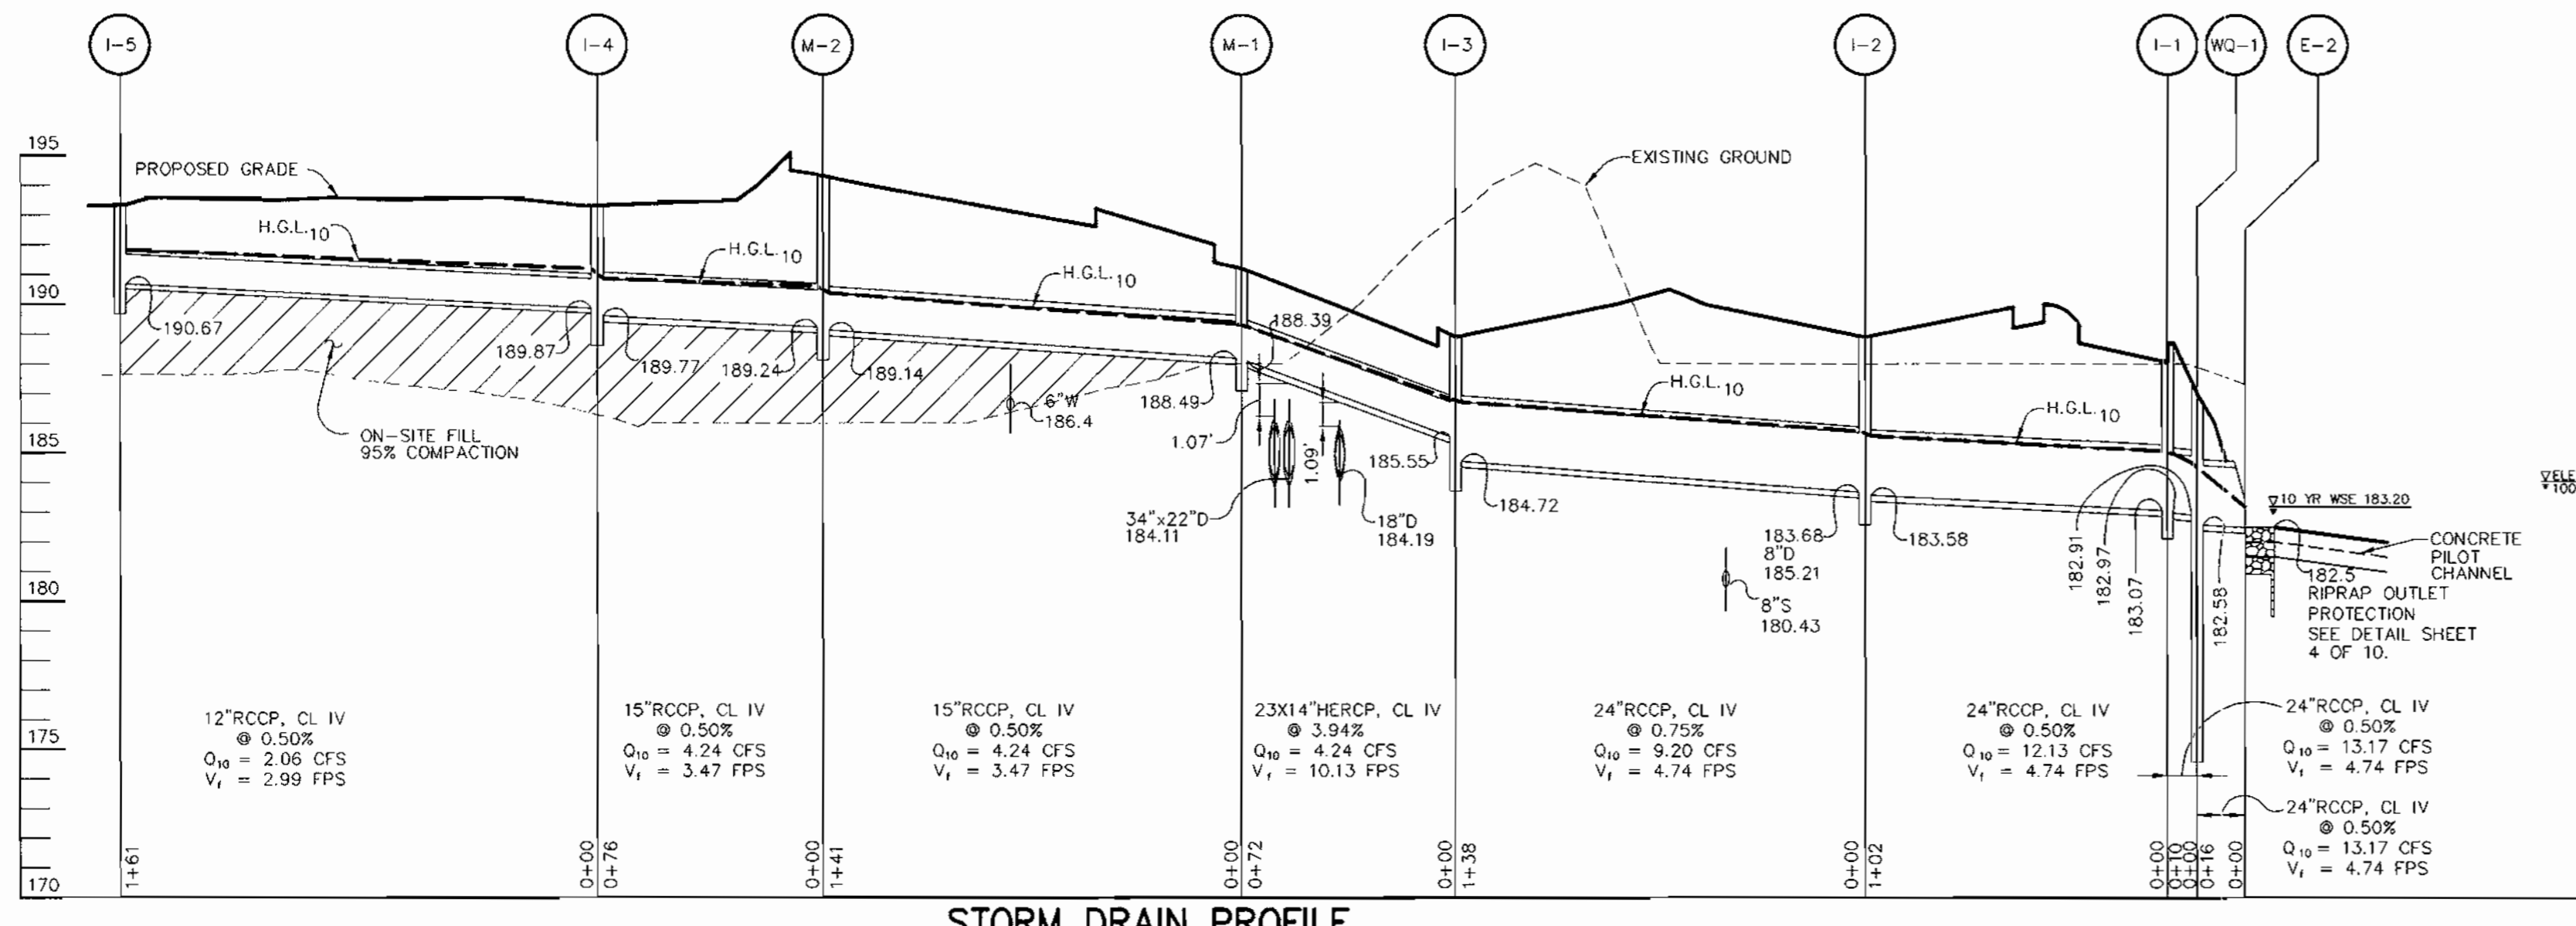 I-5
I-4
M-2
M-1
I-3
I-2
I-1
WQ-1
E-2
195
190
185
180
175
170
PROPOSED GRADE
EXISTING GROUND
H.G.L.10
H.G.L.10
H.G.L.10
H.G.L.10
H.G.L.10
190.67
189.87
189.77
189.24
189.14
188.49
188.39
ON-SITE FILL
95% COMPACTION
6"W
186.4
1.07'
1.09'
34"x22"D
184.11
18"D
184.19
185.55
184.72
183.68
183.58
8"D
185.21
8"S
180.43
182.91
182.97
183.07
182.58
10 YR WSE 183.20
182.5
RIPRAP OUTLET
PROTECTION
SEE DETAIL SHEET
4 OF 10.
CONCRETE
PILOT
CHANNEL
12"RCCP, CL IV
@ 0.50%
Q10 = 2.06 CFS
Vf = 2.99 FPS
15"RCCP, CL IV
@ 0.50%
Q10 = 4.24 CFS
Vf = 3.47 FPS
15"RCCP, CL IV
@ 0.50%
Q10 = 4.24 CFS
Vf = 3.47 FPS
23X14"HERCP, CL IV
@ 3.94%
Q10 = 4.24 CFS
Vf = 10.13 FPS
24"RCCP, CL IV
@ 0.75%
Q10 = 9.20 CFS
Vf = 4.74 FPS
24"RCCP, CL IV
@ 0.50%
Q10 = 12.13 CFS
Vf = 4.74 FPS
24"RCCP, CL IV
@ 0.50%
Q10 = 13.17 CFS
Vf = 4.74 FPS
24"RCCP, CL IV
@ 0.50%
Q10 = 13.17 CFS
Vf = 4.74 FPS
1+61
0+00
0+76
0+00
1+41
0+00
0+72
0+00
1+38
0+00
1+02
0+00
0+10
0+00
0+16
0+00
STORM DRAIN PROFILE